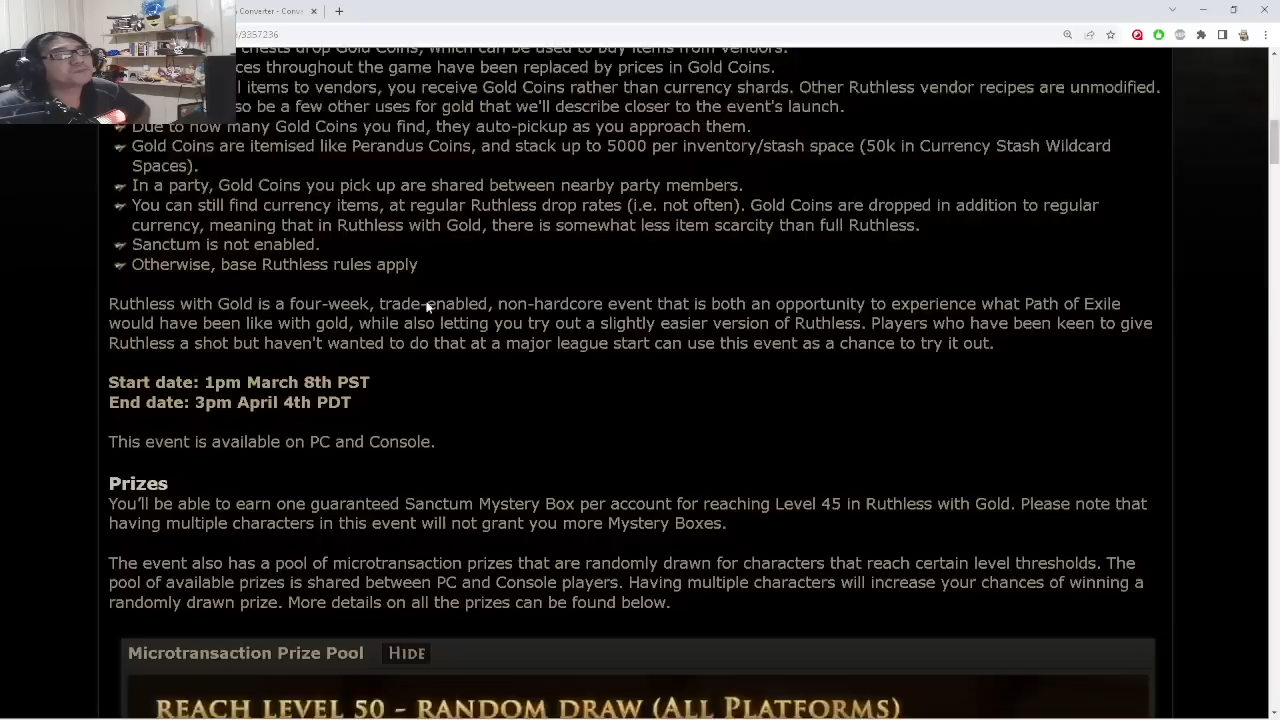 Converter - Conv
/3357236
chests drop Gold Coins, which can be used to buy items from vendors.
ces throughout the game have been replaced by prices in Gold Coins.
l items to vendors, you receive Gold Coins rather than currency shards. Other Ruthless vendor recipes are unmodified.
so be a few other uses for gold that we'll describe closer to the event's launch.
Due to how many Gold Coins you find, they auto-pickup as you approach them.
Gold Coins are itemised like Perandus Coins, and stack up to 5000 per inventory/stash space (50k in Currency Stash Wildcard
Spaces).
In a party, Gold Coins you pick up are shared between nearby party members.
You can still find currency items, at regular Ruthless drop rates (i.e. not often). Gold Coins are dropped in addition to regular
currency, meaning that in Ruthless with Gold, there is somewhat less item scarcity than full Ruthless.
Sanctum is not enabled.
Otherwise, base Ruthless rules apply
Ruthless with Gold is a four-week, trade-enabled, non-hardcore event that is both an opportunity to experience what Path of Exile
would have been like with gold, while also letting you try out a slightly easier version of Ruthless. Players who have been keen to give
Ruthless a shot but haven't wanted to do that at a major league start can use this event as a chance to try it out.
Start date: 1pm March 8th PST
End date: 3pm April 4th PDT
This event is available on PC and Console.
Prizes
You'll be able to earn one guaranteed Sanctum Mystery Box per account for reaching Level 45 in Ruthless with Gold. Please note that
having multiple characters in this event will not grant you more Mystery Boxes.
The event also has a pool of microtransaction prizes that are randomly drawn for characters that reach certain level thresholds. The
pool of available prizes is shared between PC and Console players. Having multiple characters will increase your chances of winning a
randomly drawn prize. More details on all the prizes can be found below.
Microtransaction Prize Pool HIDE
REACH LEVEL 50 - RANDOM DRAW (ALL PLATFORMS)